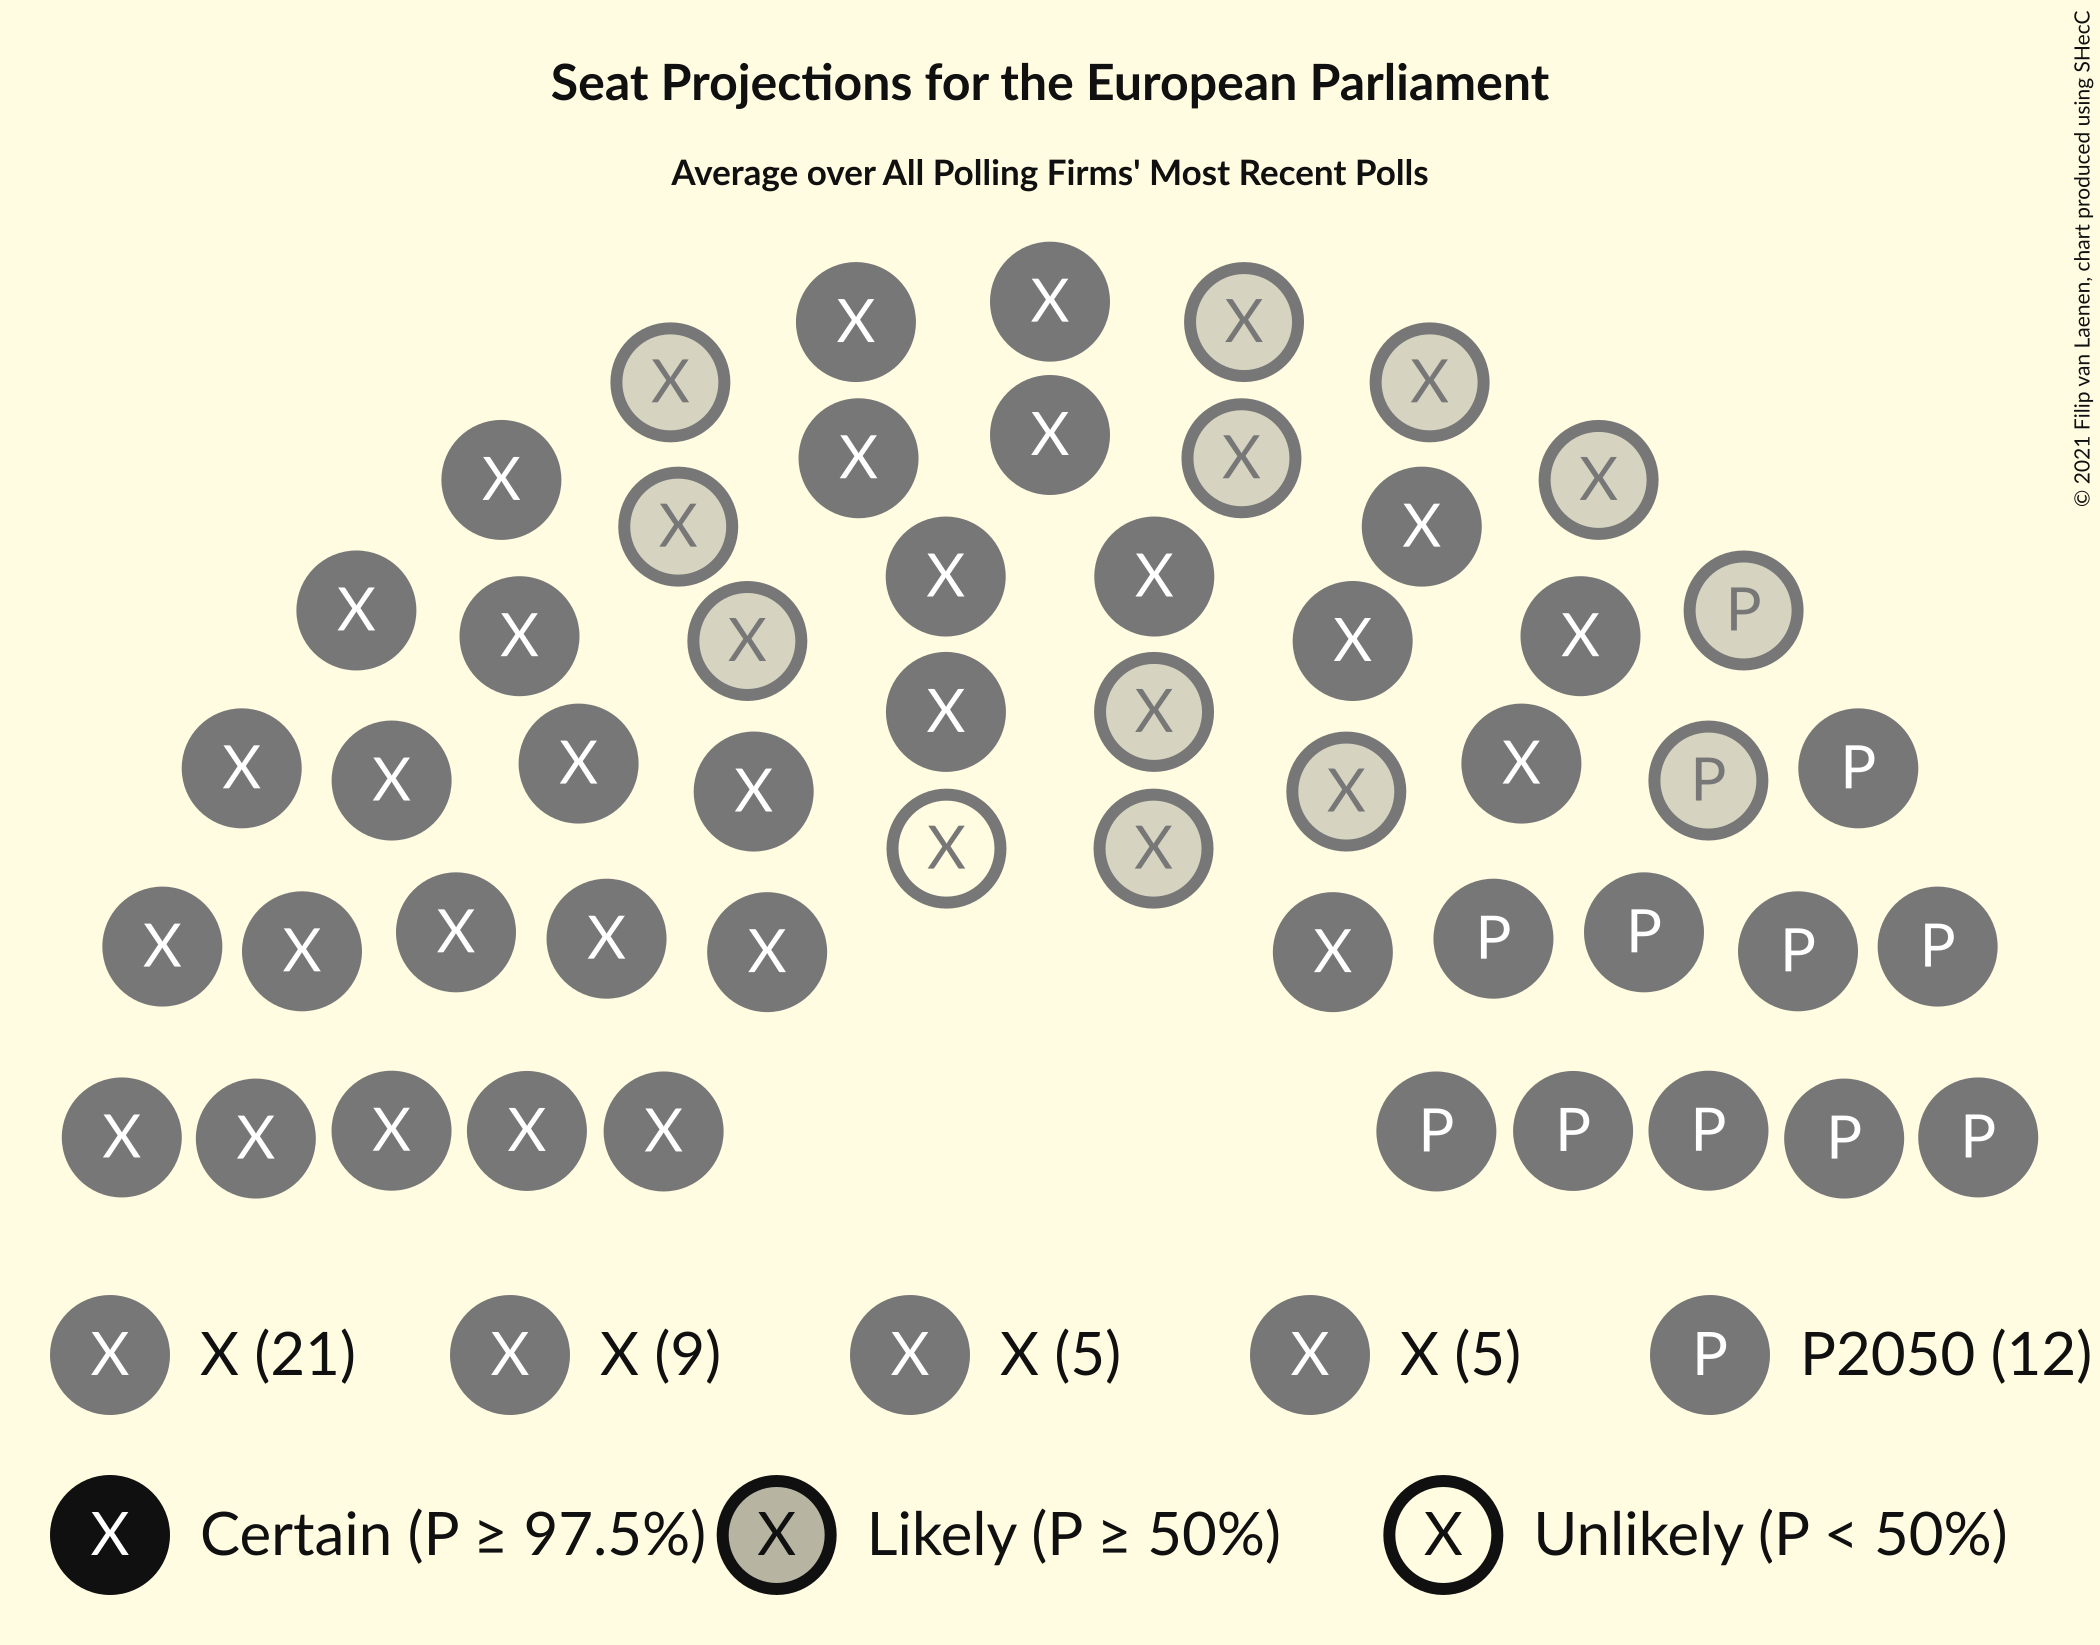 Seat Projections for the European Parliament
Average over All Polling Firms' Most Recent Polls
© 2021 Filip van Laenen, chart produced using SHecC
X X X
X X
X X X X
X X
X X X
X X
X X X X
X X X P
X X
X X X P P
X X X X
X X
X X X X X P P P P
X X
X X X X X P P P P P
X X (21) X X (9) X X (5) X X (5) P P2050 (12)
X Certain (P ≥ 97.5%) X Likely (P ≥ 50%) X Unlikely (P < 50%)